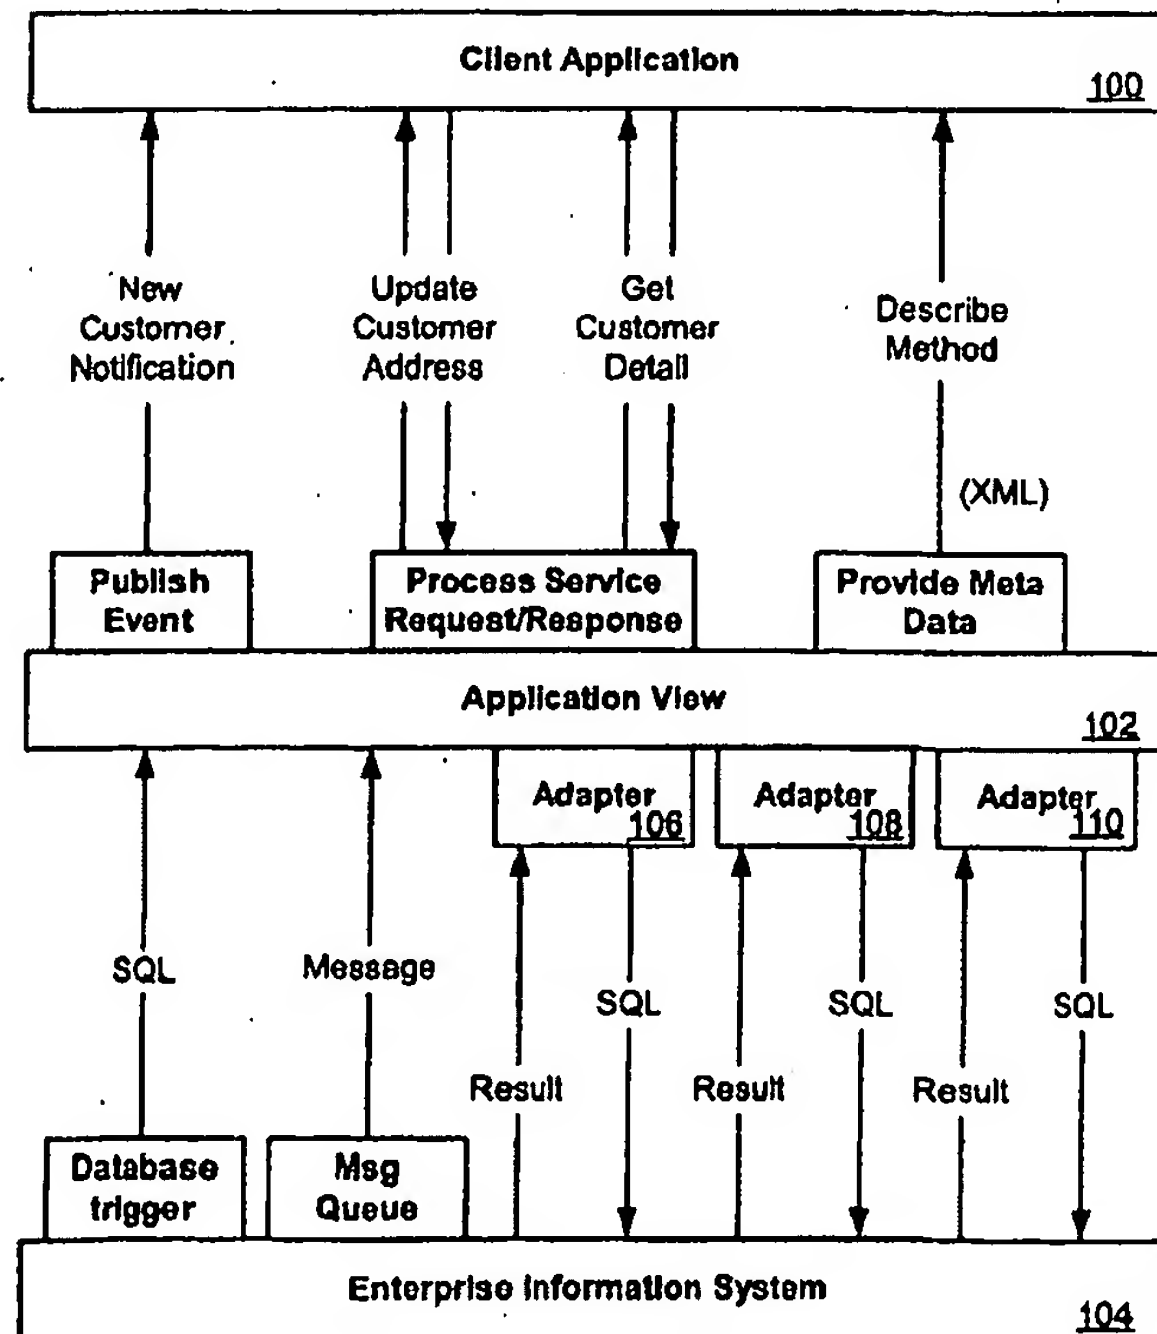 Client Application
100
New
Customer
Notification
Update
Customer
Address
Get
Customer
Detail
Describe
Method
(XML)
Publish
Event
Process Service
Request/Response
Provide Meta
Data
Application View
102
Adapter
106
Adapter
108
Adapter
110
SQL
Message
SQL
SQL
SQL
Result
Result
Result
Database
trigger
Msg
Queue
Enterprise Information System
104